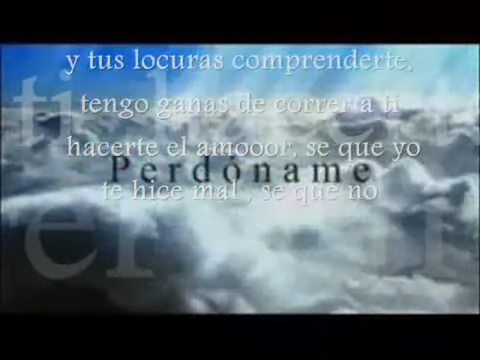 y tus locuras comprenderte,
tengo ganas de correr a ti
hacerte el amooor, se que yo
Perdóname
te hice mal , se que no